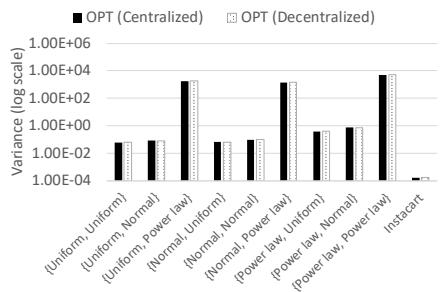 OPT (Centralized) OPT (Decentralized)
1.00E+06
1.00E+04
1.00E+02
1.00E+00
1.00E-02
1.00E-04
Variance (log scale)
{Uniform, Uniform}
{Uniform, Normal}
{Uniform, Power law}
{Normal, Uniform}
{Normal, Normal}
{Normal, Power law}
{Power law, Uniform}
{Power law, Normal}
{Power law, Power law}
Instacart